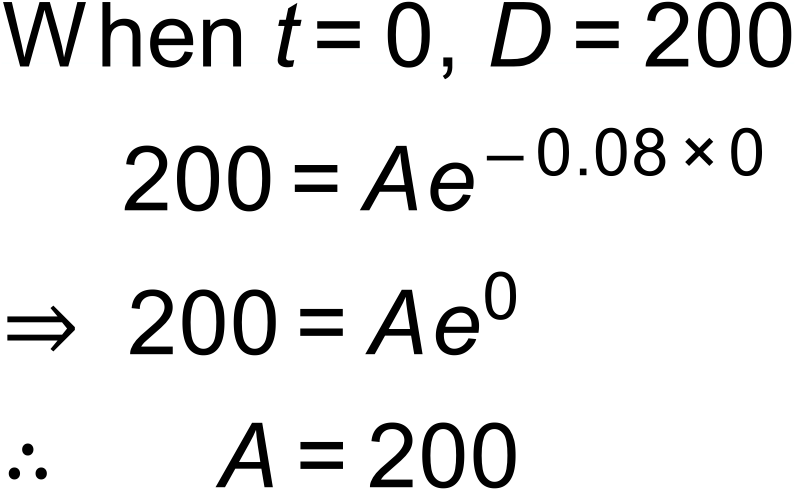 When t = 0, D = 200
200 = Ae^{–0.08 × 0}
⇒ 200 = Ae^{0}
∴ A = 200